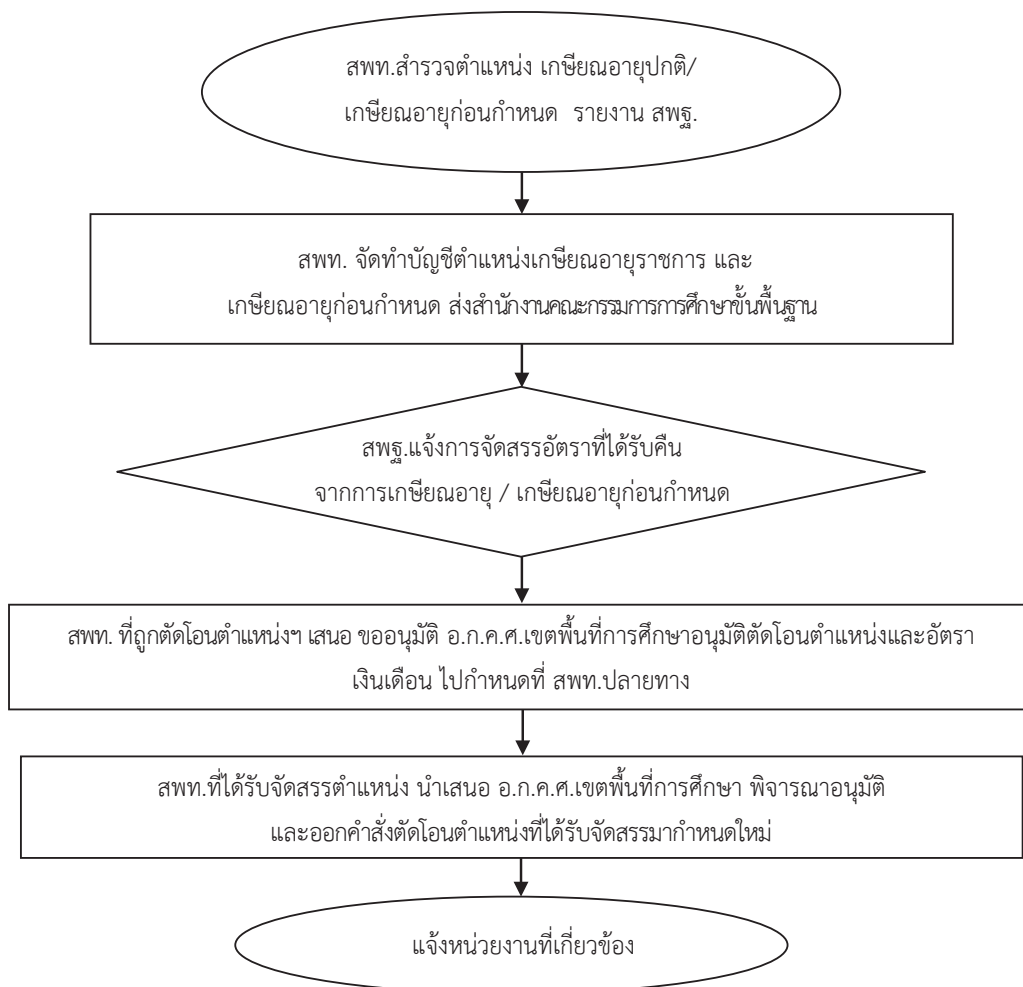 สพท.สำรวจตำแหน่ง เกษียณอายุปกติ/
เกษียณอายุก่อนกำหนด รายงาน สพฐ.
สพท. จัดทำบัญชีตำแหน่งเกษียณอายุราชการ และ
เกษียณอายุก่อนกำหนด ส่งสำนักงานคณะกรรมการการศึกษาขั้นพื้นฐาน
สพฐ.แจ้งการจัดสรรอัตราที่ได้รับคืน
จากการเกษียณอายุ / เกษียณอายุก่อนกำหนด
สพท. ที่ถูกตัดโอนตำแหน่งฯ เสนอ ขออนุมัติ อ.ก.ค.ศ.เขตพื้นที่การศึกษาอนุมัติตัดโอนตำแหน่งและอัตรา
เงินเดือน ไปกำหนดที่ สพท.ปลายทาง
สพท.ที่ได้รับจัดสรรตำแหน่ง นำเสนอ อ.ก.ค.ศ.เขตพื้นที่การศึกษา พิจารณาอนุมัติ
และออกคำสั่งตัดโอนตำแหน่งที่ได้รับจัดสรรมากำหนดใหม่
แจ้งหน่วยงานที่เกี่ยวข้อง